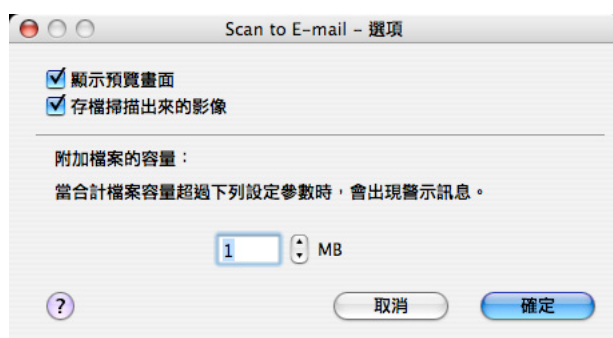 Scan to E-mail – 選項
顯示預覽畫面
存檔掃描出來的影像
附加檔案的容量：
當合計檔案容量超過下列設定參數時，會出現警示訊息。
1 MB
? 取消 確定